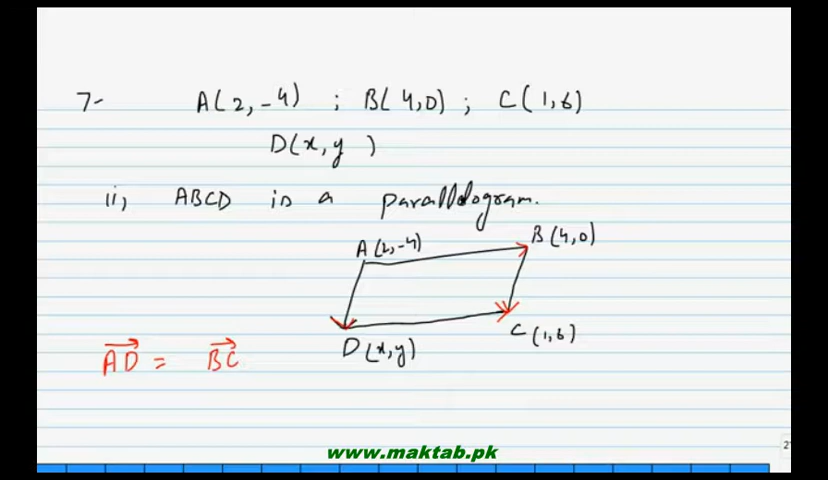 7- A(2,-4) ; B(4,0) ; C(1,6)
D(x,y)
ii, ABCD is a parallelogram.
A(2,-4) B(4,0)
D(x,y) C(1,6)
AD = BC
www.maktab.pk